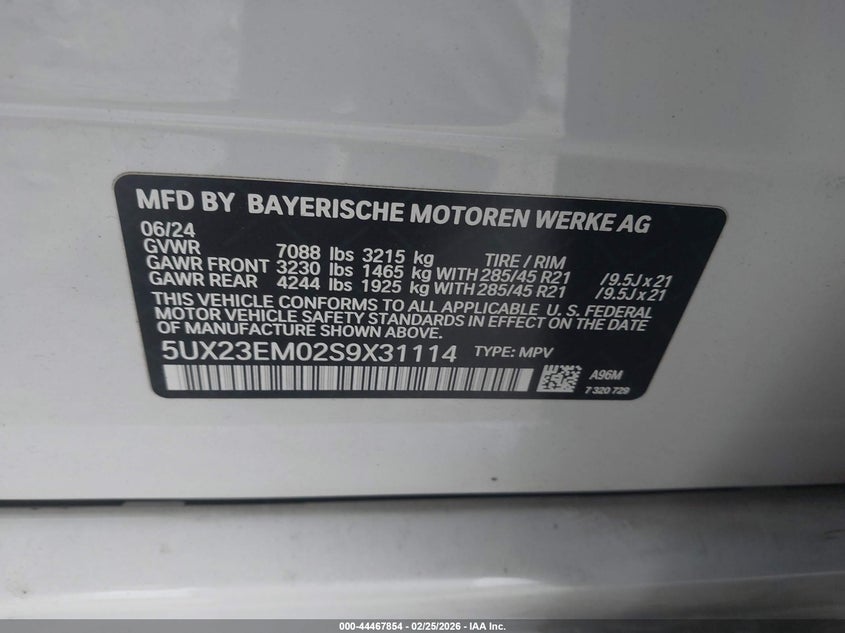 MFD BY BAYERISCHE MOTOREN WERKE AG
06/24
GVWR 7088 lbs 3215 kg TIRE / RIM
GAWR FRONT 3230 lbs 1465 kg WITH 285/45 R21 /9.5J x 21
GAWR REAR 4244 lbs 1925 kg WITH 285/45 R21 /9.5J x 21
THIS VEHICLE CONFORMS TO ALL APPLICABLE U. S. FEDERAL
MOTOR VEHICLE SAFETY STANDARDS IN EFFECT ON THE DATE
OF MANUFACTURE SHOWN ABOVE.
5UX23EM02S9X31114 TYPE: MPV
A96M
7 320 729
000-44467854 - 02/25/2026 - IAA Inc.